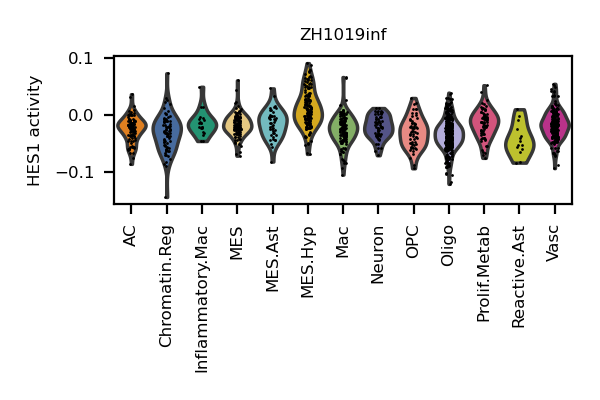 ZH1019inf
HES1 activity
0.1
0.0
−0.1
AC
Chromatin.Reg
Inflammatory.Mac
MES
MES.Ast
MES.Hyp
Mac
Neuron
OPC
Oligo
Prolif.Metab
Reactive.Ast
Vasc